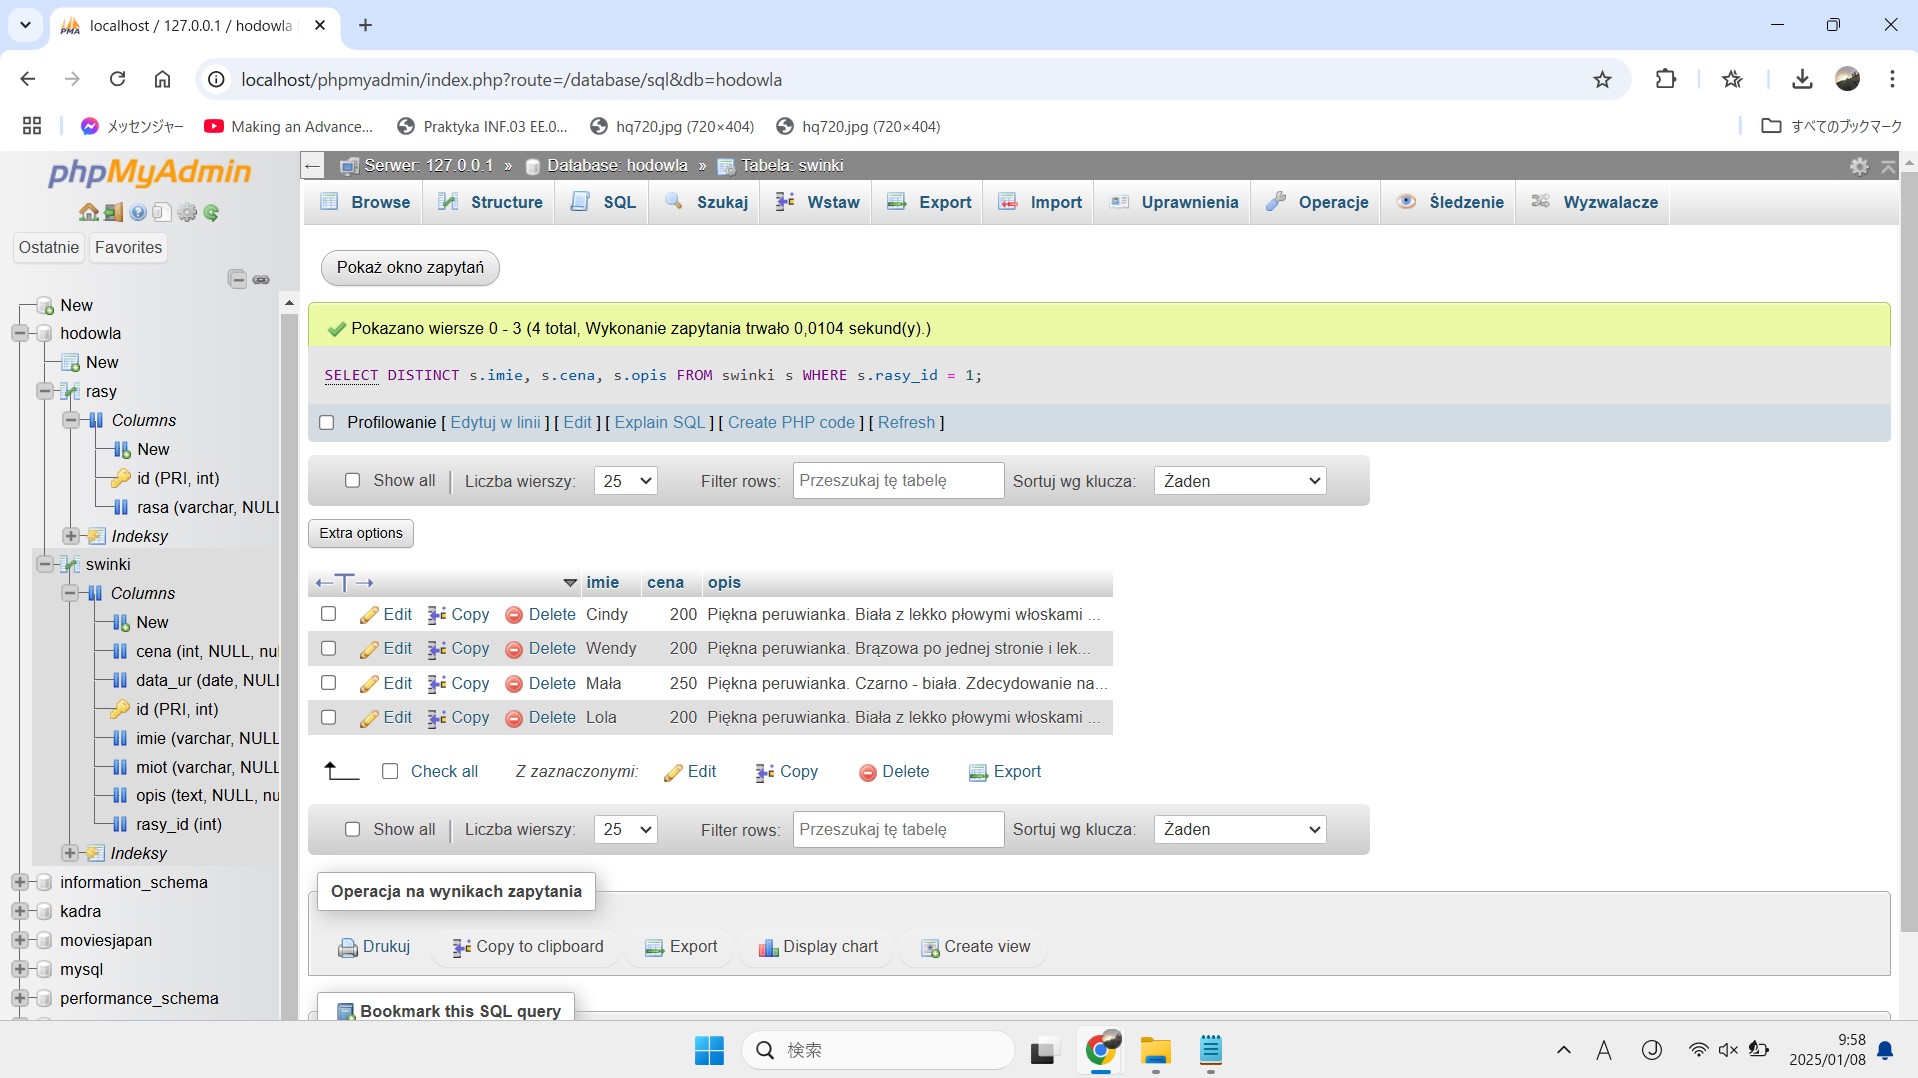 localhost / 127.0.0.1 / hodowla
localhost/phpmyadmin/index.php?route=/database/sql&db=hodowla
メッセンジャー
Making an Advance...
Praktyka INF.03 EE.0...
hq720.jpg (720×404)
hq720.jpg (720×404)
すべてのブックマーク
phpMyAdmin
Ostatnie
Favorites
New
hodowla
New
rasy
Columns
New
id (PRI, int)
rasa (varchar, NULL
Indeksy
swinki
Columns
New
cena (int, NULL, nu
data_ur (date, NULL
id (PRI, int)
imie (varchar, NULL
miot (varchar, NULL
opis (text, NULL, nu
rasy_id (int)
Indeksy
information_schema
kadra
moviesjapan
mysql
performance_schema
Serwer: 127.0.0.1 » Database: hodowla » Tabela: swinki
Browse
Structure
SQL
Szukaj
Wstaw
Export
Import
Uprawnienia
Operacje
Śledzenie
Wyzwalacze
Pokaż okno zapytań
Pokazano wiersze 0 - 3 (4 total, Wykonanie zapytania trwało 0,0104 sekund(y).)
SELECT DISTINCT s.imie, s.cena, s.opis FROM swinki s WHERE s.rasy_id = 1;
Profilowanie [ Edytuj w linii ] [ Edit ] [ Explain SQL ] [ Create PHP code ] [ Refresh ]
Show all | Liczba wierszy: 25 Filter rows: Przeszukaj tę tabelę Sortuj wg klucza: Żaden
Extra options
imie cena opis
Edit Copy Delete Cindy 200 Piękna peruwianka. Biała z lekko płowymi włoskami ...
Edit Copy Delete Wendy 200 Piękna peruwianka. Brązowa po jednej stronie i lek...
Edit Copy Delete Mała 250 Piękna peruwianka. Czarno - biała. Zdecydowanie na...
Edit Copy Delete Lola 200 Piękna peruwianka. Biała z lekko płowymi włoskami ...
Check all Z zaznaczonymi: Edit Copy Delete Export
Show all | Liczba wierszy: 25 Filter rows: Przeszukaj tę tabelę Sortuj wg klucza: Żaden
Operacja na wynikach zapytania
Drukuj Copy to clipboard Export Display chart Create view
Bookmark this SQL query
検索
A
J
9:58
2025/01/08